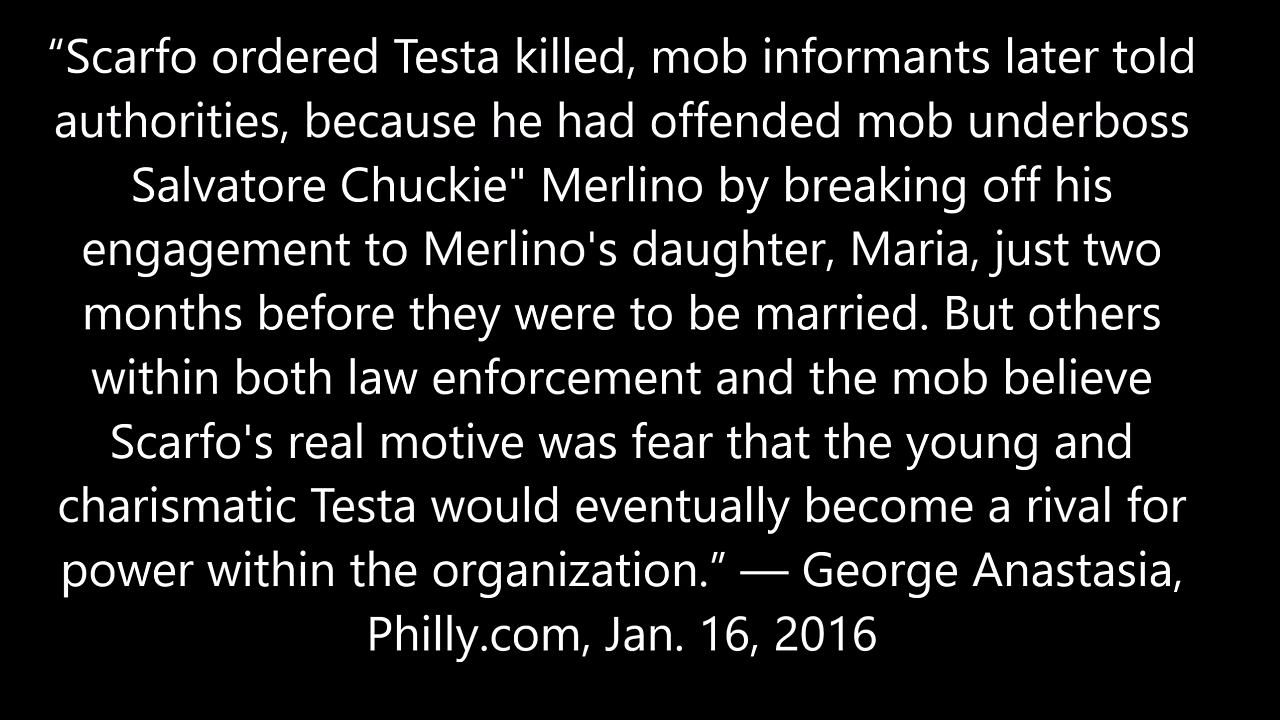 “Scarfo ordered Testa killed, mob informants later told
authorities, because he had offended mob underboss
Salvatore Chuckie" Merlino by breaking off his
engagement to Merlino's daughter, Maria, just two
months before they were to be married. But others
within both law enforcement and the mob believe
Scarfo's real motive was fear that the young and
charismatic Testa would eventually become a rival for
power within the organization.” — George Anastasia,
Philly.com, Jan. 16, 2016